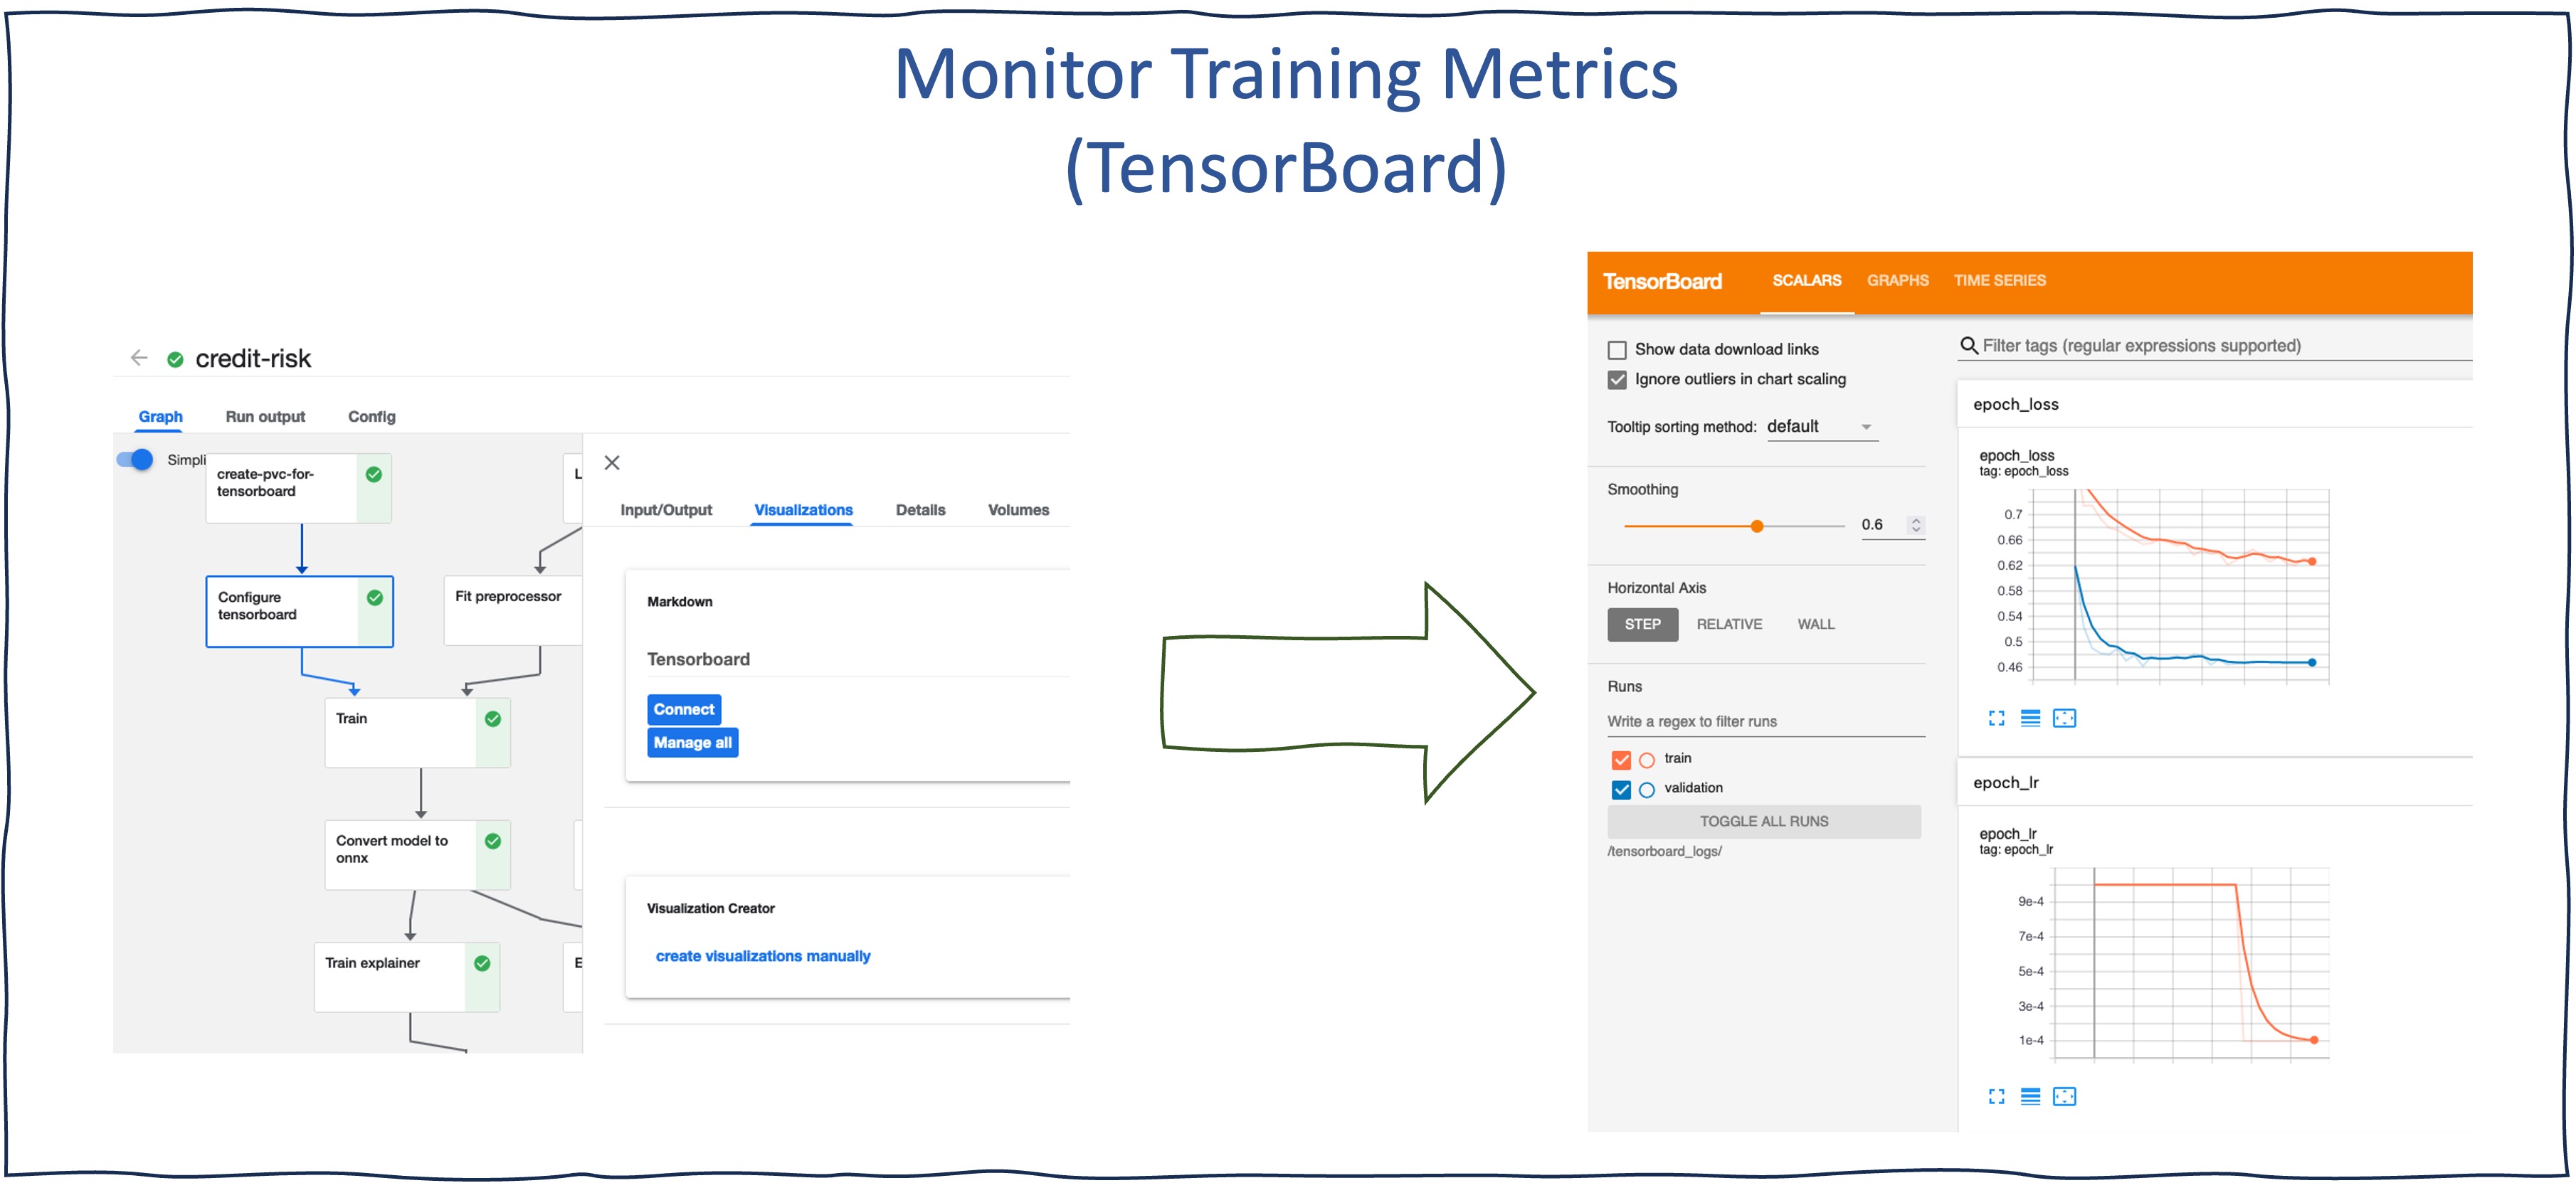 Monitor Training Metrics
(TensorBoard)
credit-risk
Graph Run output Config
Simpli
create-pvc-for-
tensorboard
L
Configure
tensorboard
Fit preprocessor
Train
Convert model to
onnx
Train explainer
E
Input/Output Visualizations Details Volumes
Markdown
Tensorboard
Connect
Manage all
Visualization Creator
create visualizations manually
TensorBoard SCALARS GRAPHS TIME SERIES
Show data download links
Ignore outliers in chart scaling
Tooltip sorting method: default
Smoothing
0.6
Horizontal Axis
STEP RELATIVE WALL
Runs
Write a regex to filter runs
train
validation
TOGGLE ALL RUNS
/tensorboard_logs/
Filter tags (regular expressions supported)
epoch_loss
epoch_loss
tag: epoch_loss
0.7
0.66
0.62
0.58
0.54
0.5
0.46
epoch_lr
epoch_lr
tag: epoch_lr
9e-4
7e-4
5e-4
3e-4
1e-4